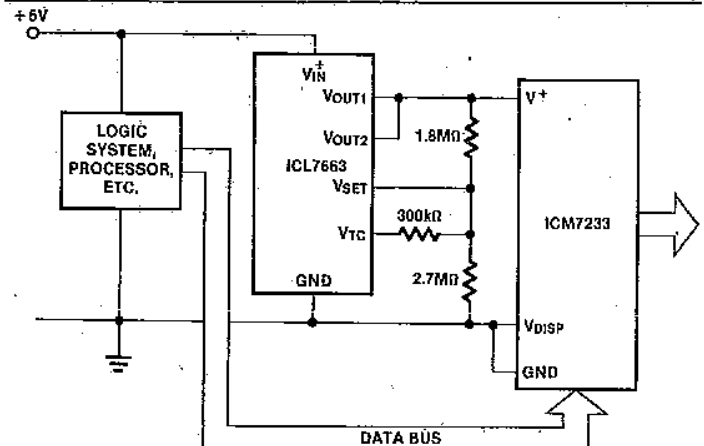 +5V
V+IN
VOUT1
VOUT2
ICL7663
VSET
VTC
GND
LOGIC
SYSTEM,
PROCESSOR,
ETC.
1.8MΩ
300kΩ
2.7MΩ
V+
ICM7233
VDISP
GND
DATA BUS